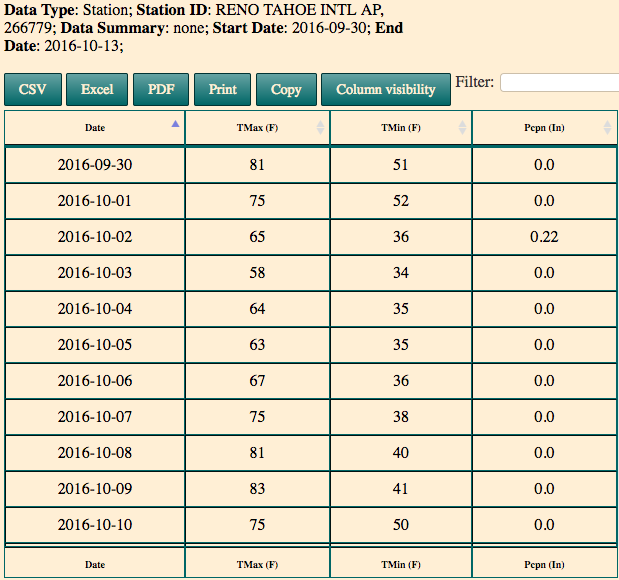 Data Type: Station; Station ID: RENO TAHOE INTL AP,
266779; Data Summary: none; Start Date: 2016-09-30; End
Date: 2016-10-13;
CSV Excel PDF Print Copy Column visibility Filter:
Date TMax (F) TMin (F) Pcpn (In)
2016-09-30 81 51 0.0
2016-10-01 75 52 0.0
2016-10-02 65 36 0.22
2016-10-03 58 34 0.0
2016-10-04 64 35 0.0
2016-10-05 63 35 0.0
2016-10-06 67 36 0.0
2016-10-07 75 38 0.0
2016-10-08 81 40 0.0
2016-10-09 83 41 0.0
2016-10-10 75 50 0.0
Date TMax (F) TMin (F) Pcpn (In)